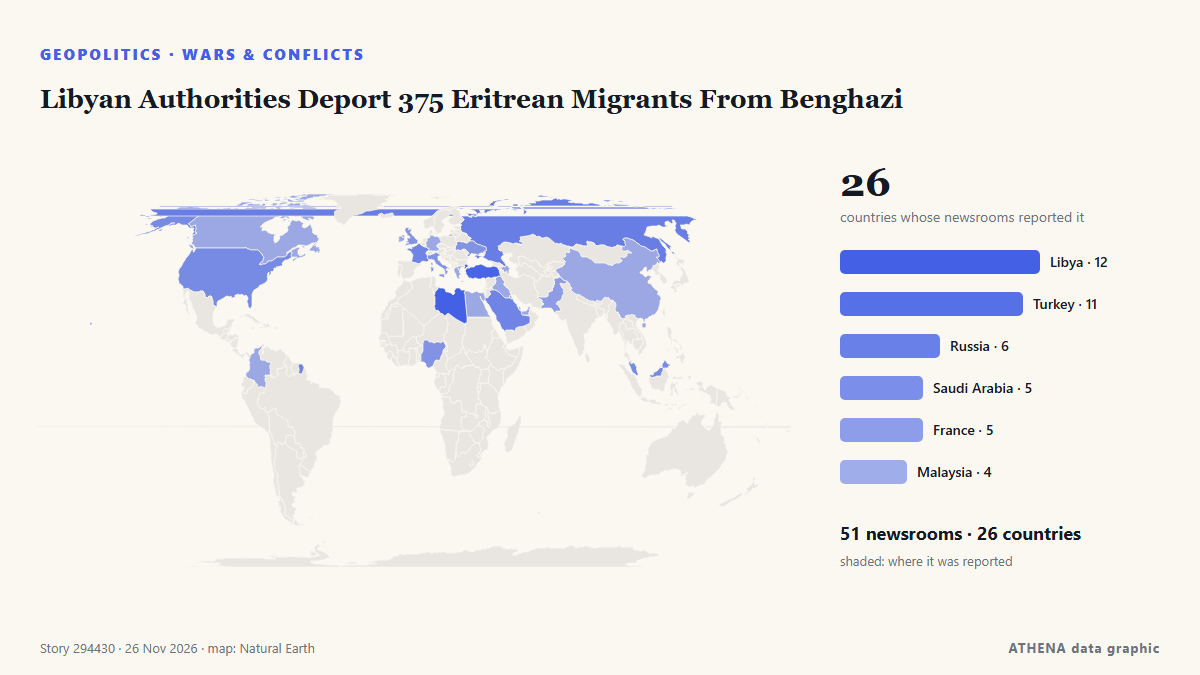 GEOPOLITICS · WARS & CONFLICTS
Libyan Authorities Deport 375 Eritrean Migrants From Benghazi
26
countries whose newsrooms reported it
Libya · 12
Turkey · 11
Russia · 6
Saudi Arabia · 5
France · 5
Malaysia · 4
51 newsrooms · 26 countries
shaded: where it was reported
Story 294430 · 26 Nov 2026 · map: Natural Earth
ATHENA data graphic